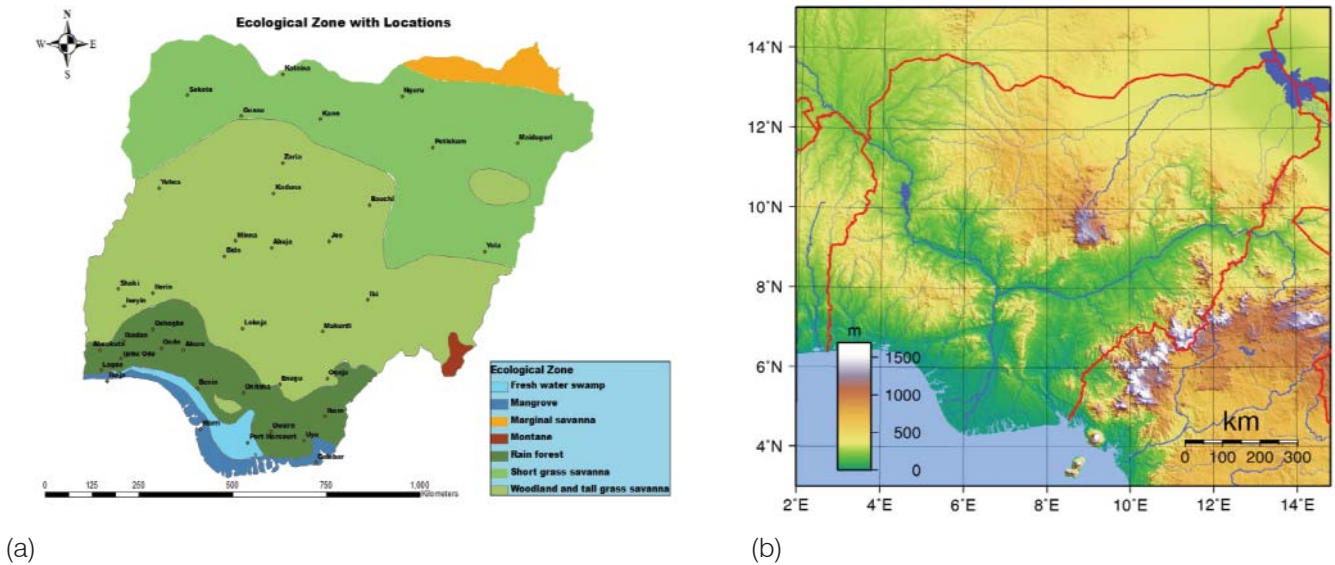 Ecological Zone with Locations
N
W E
S
Katsina
Sokoto
Nguru
Gusau
Kano
Potiskum
Maiduguri
Zaria
Yelwa
Kaduna
Bauchi
Minna
Abuja
Jos
Bida
Yola
Shaki
Ilorin
Iseyin
Ibi
Lokoja
Makurdi
Oshogbo
Ibadan
Abeokuta
Ondo
Akure
Ijebu Ode
Lagos
Ikeja
Benin
Onitsha
Enugu
Ogoja
Ikom
Warri
Owerri
Port Harcourt
Uyo
Calabar
Ecological Zone
Fresh water swamp
Mangrove
Marginal savanna
Montane
Rain forest
Short grass savanna
Woodland and tall grass savanna
0 125 250 500 750 1,000
Kilometers
(a)
14°N
13°N
12°N
11°N
10°N
9°N
8°N
7°N
6°N
5°N
4°N
m
1500
1000
500
0
km
0 100 200 300
2°E 4°E 6°E 8°E 10°E 12°E 14°E
(b)